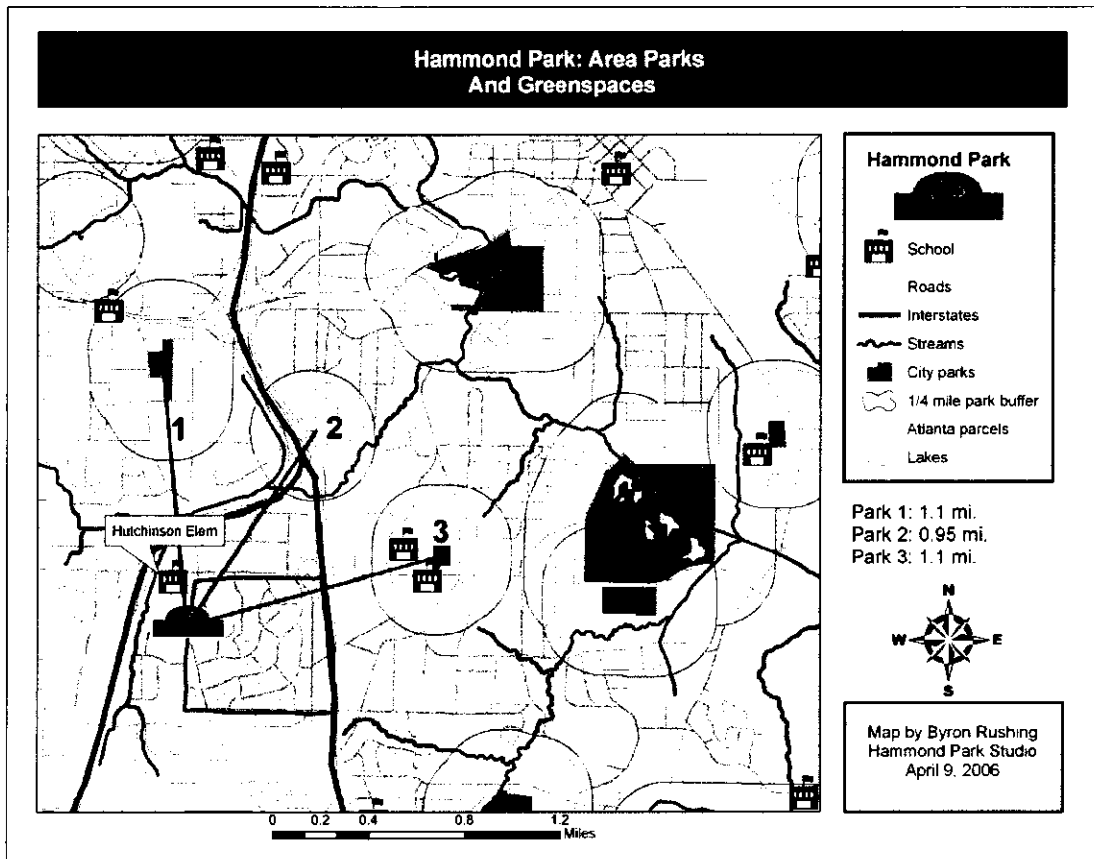 Hammond Park: Area Parks
And Greenspaces
1
2
3
Hutchinson Elem
0 0.2 0.4 0.8 1.2
Miles
Hammond Park
School
Roads
Interstates
Streams
City parks
1/4 mile park buffer
Atlanta parcels
Lakes
Park 1: 1.1 mi.
Park 2: 0.95 mi.
Park 3: 1.1 mi.
N
W E
S
Map by Byron Rushing
Hammond Park Studio
April 9, 2006